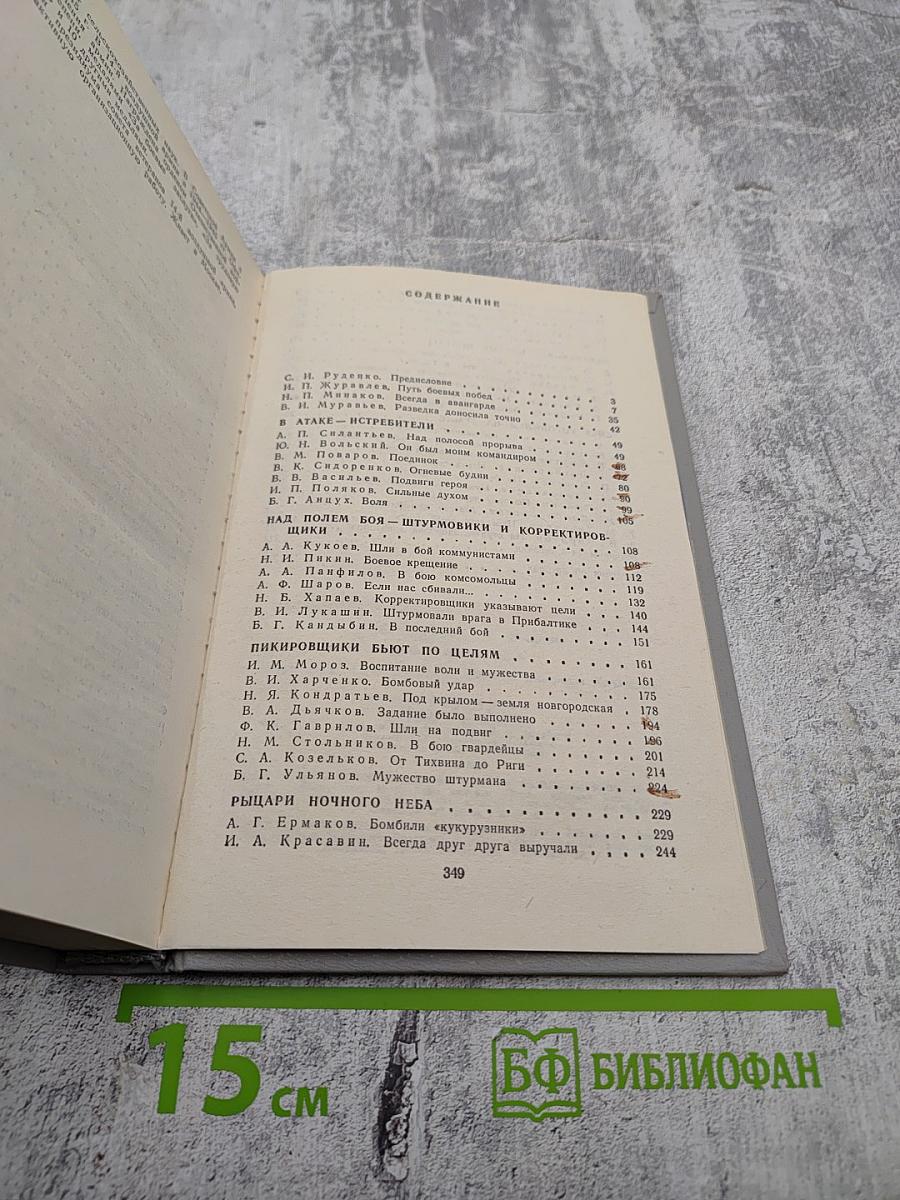 СОДЕРЖАНИЕ
С. И. Руденко. Предисловие . . . . . . . . . 3
И. П. Журавлев. Путь боевых побед . . . . . . . 7
Н. П. Минаков. Всегда в авангарде . . . . . . . 35
В. И. Муравьев. Разведка доносила точно . . . . . . 42
В АТАКЕ — ИСТРЕБИТЕЛИ . . . . . . . . . 49
А. П. Силантьев. Над полосой прорыва . . . . . . 49
Ю. Н. Вольский. Он был моим командиром . . . . .
В. М. Поваров. Поединок . . . . . . . . . 72
В. К. Сидоренков. Огневые будни . . . . . . . 80
В. В. Васильев. Подвиги героя . . . . . . . . 90
И. П. Поляков. Сильные духом . . . . . . . . 99
Б. Г. Анцух. Воля . . . . . . . . . . 105
НАД ПОЛЕМ БОЯ — ШТУРМОВИКИ И КОРРЕКТИРОВ-
ЩИКИ . . . . . . . . . . . . 108
А. А. Кукоев. Шли в бой коммунистами . . . . . . 108
Н. И. Пикин. Боевое крещение . . . . . . . . 112
А. А. Панфилов. В бою комсомольцы . . . . . . . 119
А. Ф. Шаров. Если нас сбивали... . . . . . . . 132
Н. Б. Хапаев. Корректировщики указывают цели . . . . 140
В. И. Лукашин. Штурмовали врага в Прибалтике . . . 144
Б. Г. Кандыбин. В последний бой . . . . . . . 151
ПИКИРОВЩИКИ БЬЮТ ПО ЦЕЛЯМ . . . . . . . 161
И. М. Мороз. Воспитание воли и мужества . . . . . 161
В. И. Харченко. Бомбовый удар . . . . . . . . 175
Н. Я. Кондратьев. Под крылом — земля новгородская . 178
В. А. Дьячков. Задание было выполнено . . . . . . 194
Ф. К. Гаврилов. Шли на подвиг . . . . . . . . 196
Н. М. Стольников. В бою гвардейцы . . . . . . . 201
С. А. Козельков. От Тихвина до Риги . . . . . . 214
Б. Г. Ульянов. Мужество штурмана . . . . . . . 224
РЫЦАРИ НОЧНОГО НЕБА . . . . . . . . . 229
А. Г. Ермаков. Бомбили «кукурузники» . . . . . . 229
И. А. Красавин. Всегда друг друга выручали . . . . 244
349
15 см
БФ БИБЛИОФАН